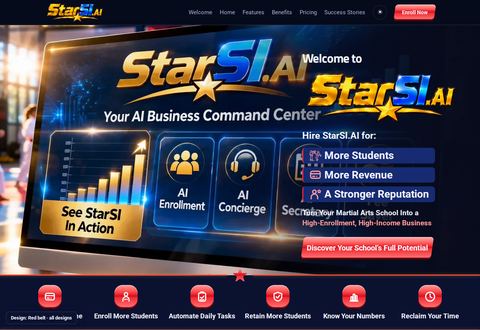 StarSI.AI
Welcome Home Features Benefits Pricing Success Stories
Enroll Now
StarSI.AI
Your AI Business Command Center
See StarSI
In Action
AI
Enrollment
AI
Concierge
AI
Welcome to
StarSI.AI
Hire StarSI.AI for:
More Students
More Revenue
A Stronger Reputation
Turn Your Martial Arts School Into a
High-Enrollment, High-Income Business
Discover Your School's Full Potential
Enroll More Students
Automate Daily Tasks
Retain More Students
Know Your Numbers
Reclaim Your Time
Design: Red belt - all designs